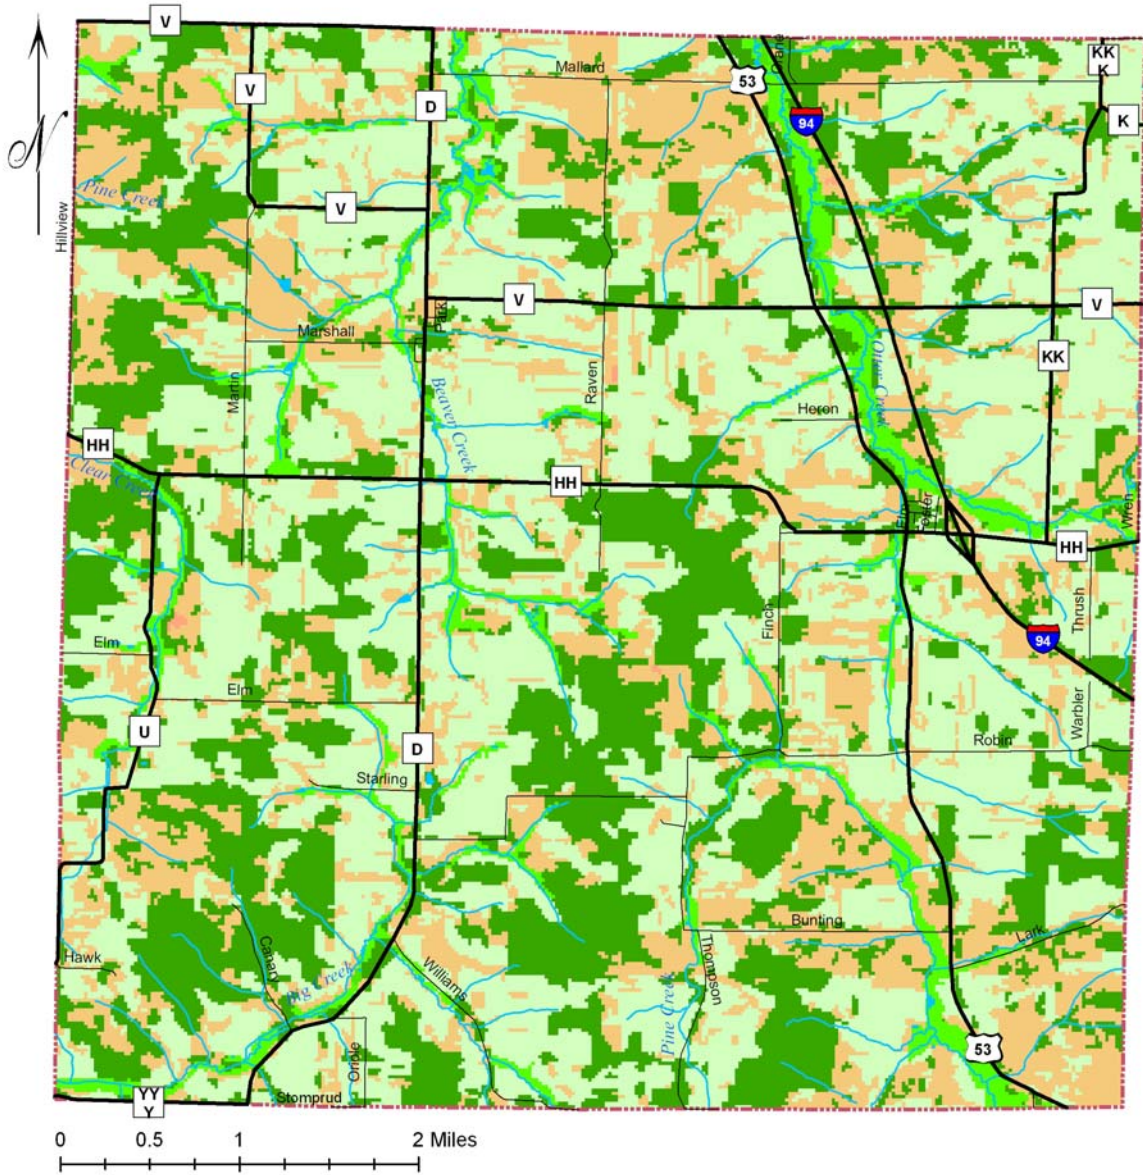 V
N
Mallard
Crane
53
94
KK
K
K
V
D
Pine Creek
Hillview
V
V
V
Park
Marshall
Martin
Raven
KK
Otter Creek
Beaver Creek
Heron
HH
Clear Creek
HH
Elm
Foster
Wren
HH
Finch
Thrush
94
Elm
Elm
U
D
Warbler
Robin
Starling
Bunting
Lark
Hawk
Canary
Williams
Thompson
Big Creek
Pine Creek
53
Oriole
YY
Y
Stomprud
0 0.5 1 2 Miles